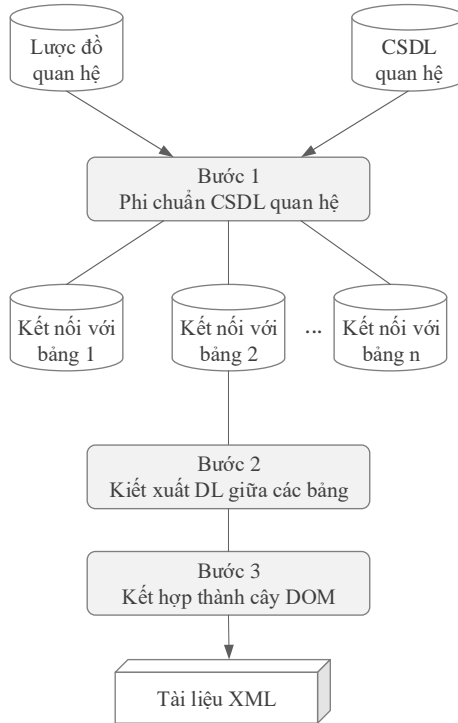 Lược đồ
quan hệ
CSDL
quan hệ
Bước 1
Phi chuẩn CSDL quan hệ
Kết nối với
bảng 1
Kết nối với
bảng 2
...
Kết nối với
bảng n
Bước 2
Kiết xuất DL giữa các bảng
Bước 3
Kết hợp thành cây DOM
Tài liệu XML